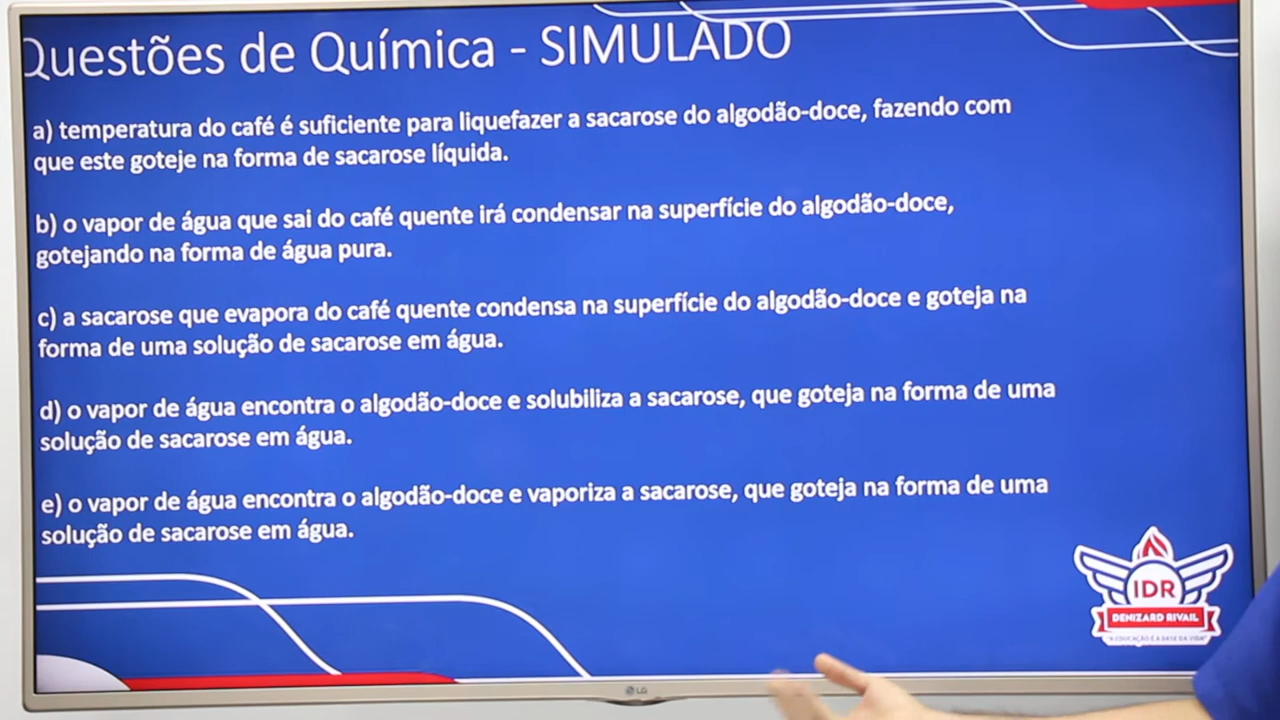 Questões de Química - SIMULADO
a) temperatura do café é suficiente para liquefazer a sacarose do algodão-doce, fazendo com
que este goteje na forma de sacarose líquida.
b) o vapor de água que sai do café quente irá condensar na superfície do algodão-doce,
gotejando na forma de água pura.
c) a sacarose que evapora do café quente condensa na superfície do algodão-doce e goteja na
forma de uma solução de sacarose em água.
d) o vapor de água encontra o algodão-doce e solubiliza a sacarose, que goteja na forma de uma
solução de sacarose em água.
e) o vapor de água encontra o algodão-doce e vaporiza a sacarose, que goteja na forma de uma
solução de sacarose em água.
IDR
DENIZARD RIVAIL
"A EDUCAÇÃO É A BASE DA VIDA"
LG